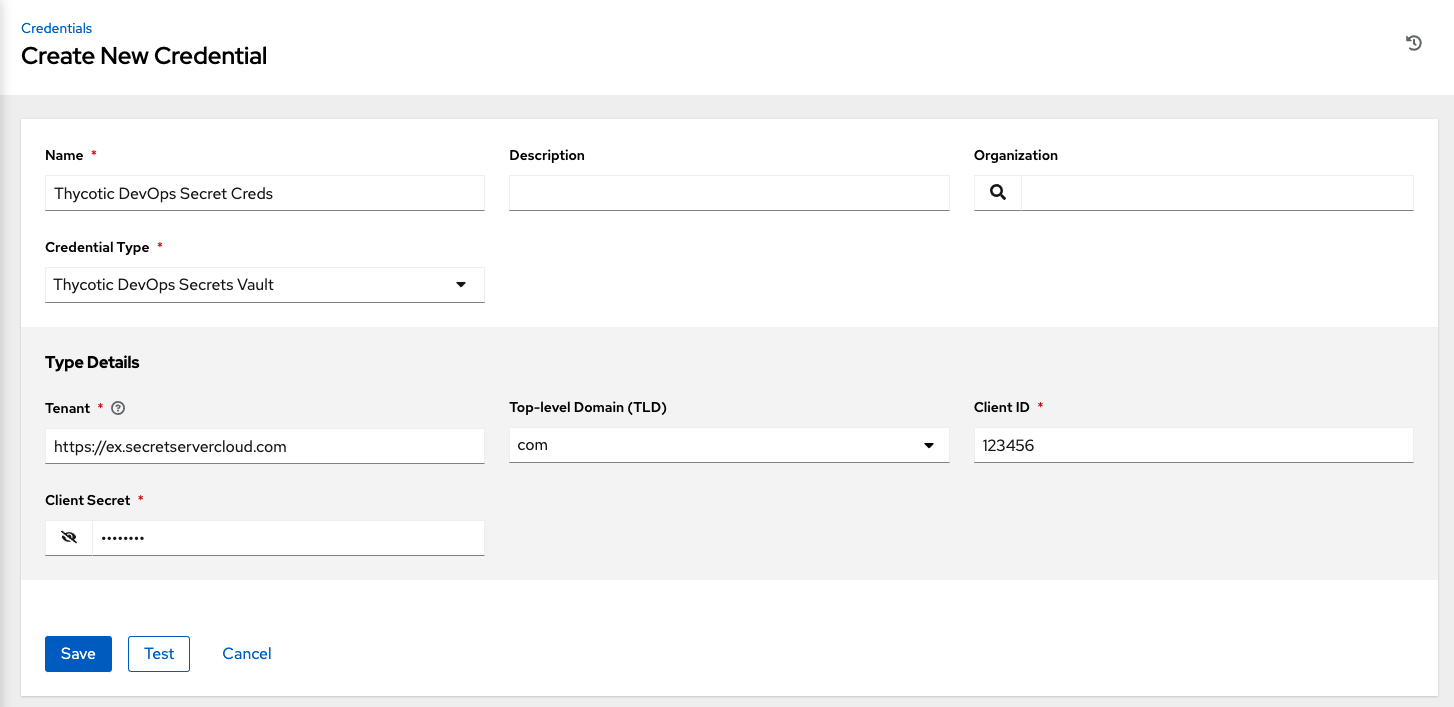 Credentials
Create New Credential
Name *
Description
Organization
Thycotic DevOps Secret Creds
Credential Type *
Thycotic DevOps Secrets Vault
Type Details
Tenant *
Top-level Domain (TLD)
Client ID *
https://ex.secretservercloud.com
com
123456
Client Secret *
••••••••
Save
Test
Cancel